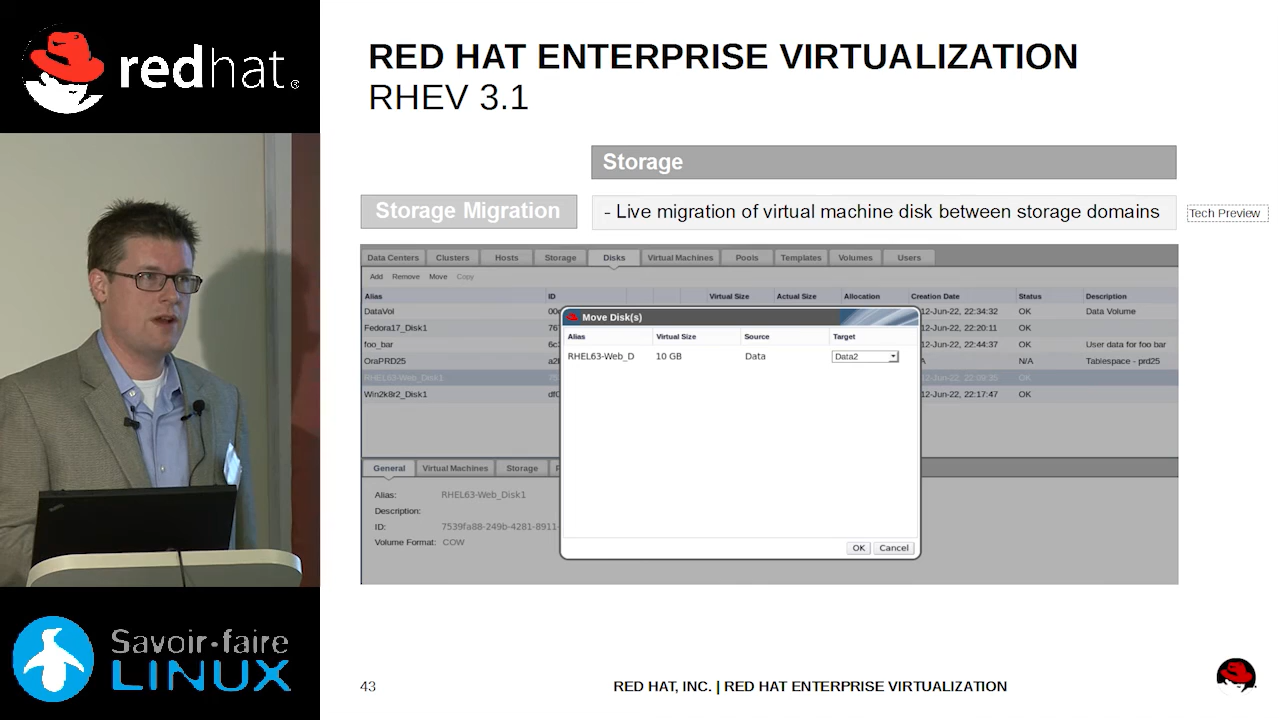 redhat®
RED HAT ENTERPRISE VIRTUALIZATION
RHEV 3.1
Storage
Storage Migration
- Live migration of virtual machine disk between storage domains
Tech Preview
Data Centers Clusters Hosts Storage Disks Virtual Machines Pools Templates Volumes Users
Add Remove Move Copy
Alias ID Virtual Size Actual Size Allocation Creation Date Status Description
DataVol 12-Jun-22, 22:34:32 OK Data Volume
Fedora17_Disk1 12-Jun-22, 22:20:11 OK
foo_bar 12-Jun-22, 22:44:37 OK User data for foo bar
OraPRD25 N/A Tablespace - prd25
RHEL63-Web_Disk1 OK
Win2k8r2_Disk1 12-Jun-22, 22:17:47 OK
Move Disk(s)
Alias Virtual Size Source Target
RHEL63-Web_D 10 GB Data Data2
OK Cancel
General Virtual Machines Storage
Alias: RHEL63-Web_Disk1
Description:
ID: 7539fa88-249b-4281-8911-
Volume Format: COW
Savoir-faire
LINUX
43
RED HAT, INC. | RED HAT ENTERPRISE VIRTUALIZATION